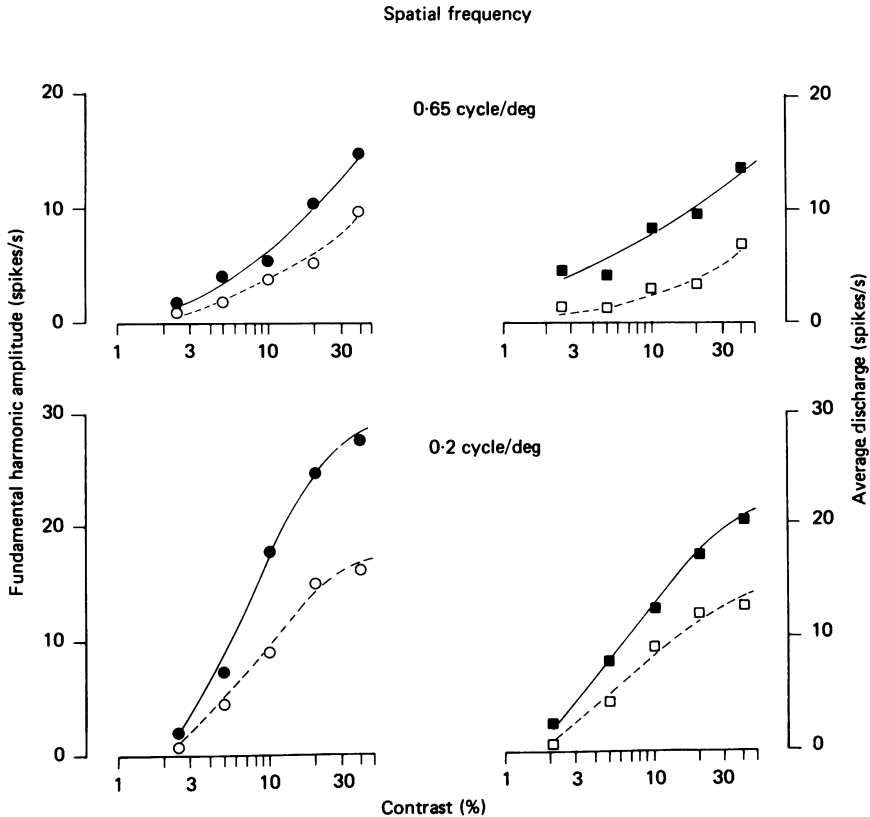 Spatial frequency
20
10
0
0·65 cycle/deg
20
10
0
1 3 10 30
1 3 10 30
Fundamental harmonic amplitude (spikes/s)
Average discharge (spikes/s)
30
20
10
0
0·2 cycle/deg
30
20
10
0
1 3 10 30
1 3 10 30
Contrast (%)